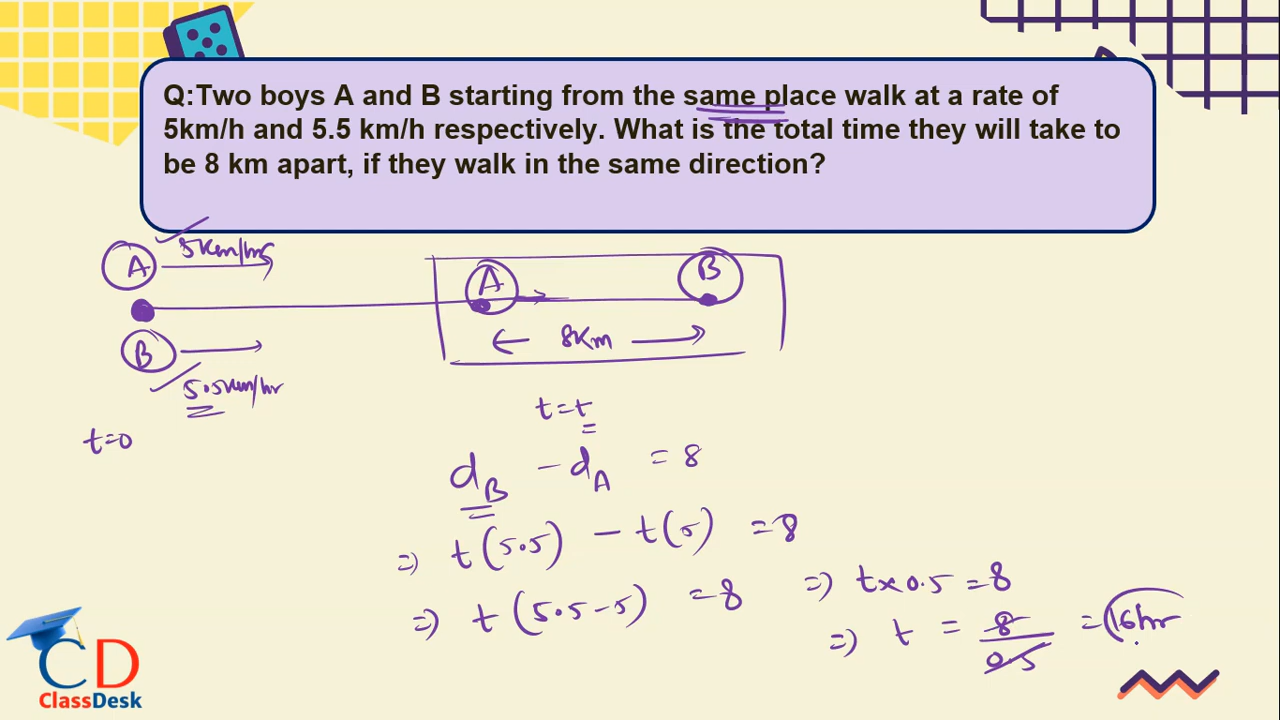 Q:Two boys A and B starting from the same place walk at a rate of
5km/h and 5.5 km/h respectively. What is the total time they will take to
be 8 km apart, if they walk in the same direction?
A 5km/hr
A B
8km
B
5.5km/hr
t=0
t=t
dB - dA = 8
=> t(5.5) - t(5) = 8
=> t(5.5-5) = 8
=> t×0.5 = 8
=> t = 8/0.5 = 16hr
CD
ClassDesk